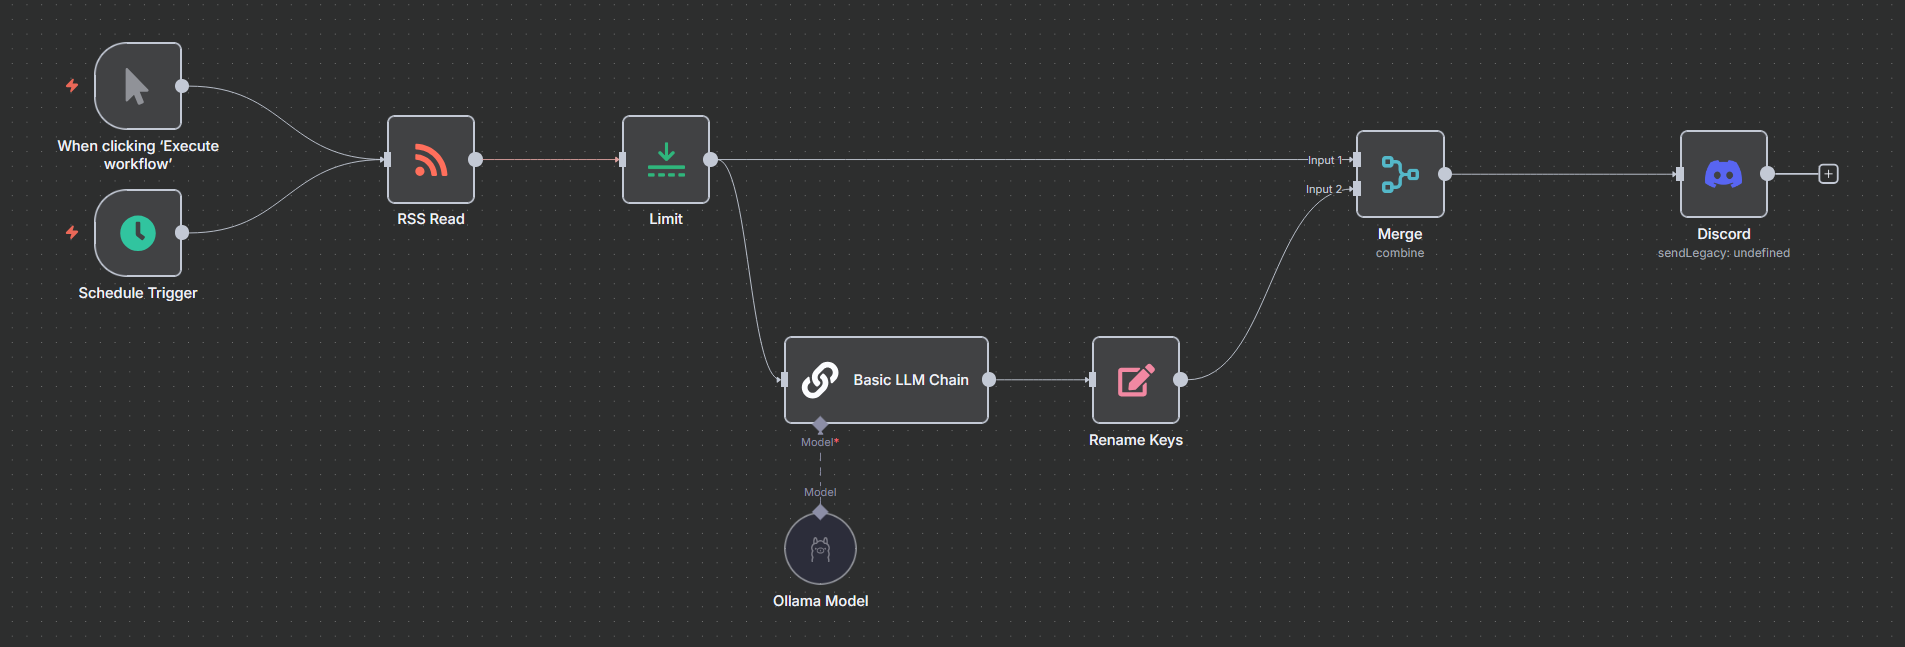 When clicking ‘Execute
workflow’
Schedule Trigger
RSS Read
Limit
Input 1
Input 2
Merge
combine
Discord
sendLegacy: undefined
Basic LLM Chain
Model*
Model
Ollama Model
Rename Keys